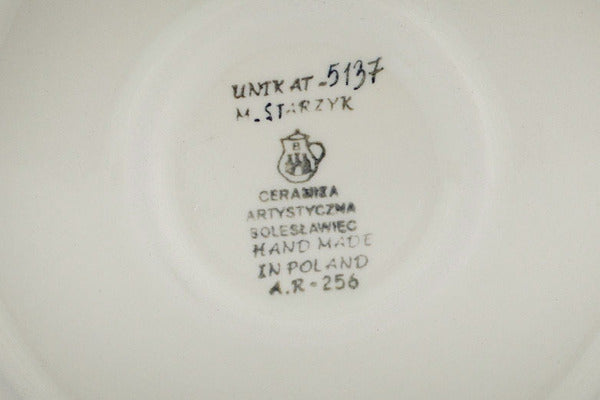 UNIKAT-5137
M. STARZYK
B
CERAMIKA
ARTYSTYCZNA
BOLESŁAWIEC
HAND MADE
IN POLAND
A.R-256